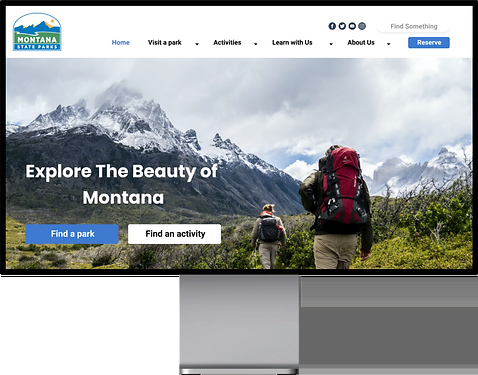 MONTANA
STATE PARKS
Find Something
Home Visit a park Activities Learn with Us About Us Reserve
Explore The Beauty of
Montana
Find a park Find an activity